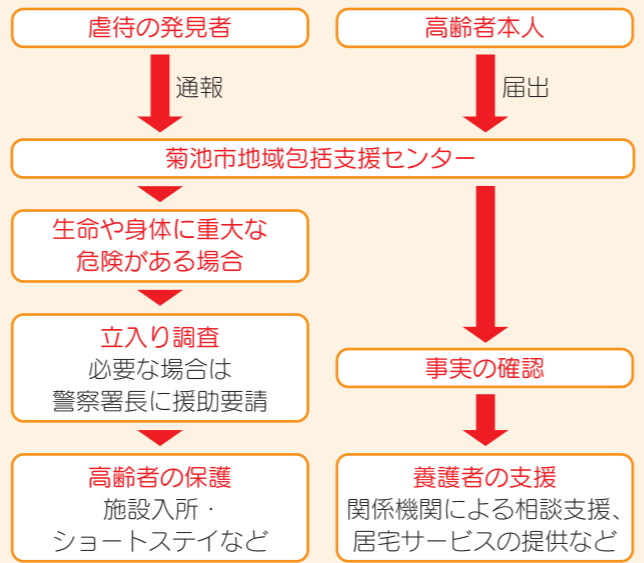 虐待の発見者
高齢者本人
通報
届出
菊池市地域包括支援センター
生命や身体に重大な
危険がある場合
立入り調査
必要な場合は
警察署長に援助要請
事実の確認
高齢者の保護
施設入所・
ショートステイなど
養護者の支援
関係機関による相談支援、
居宅サービスの提供など